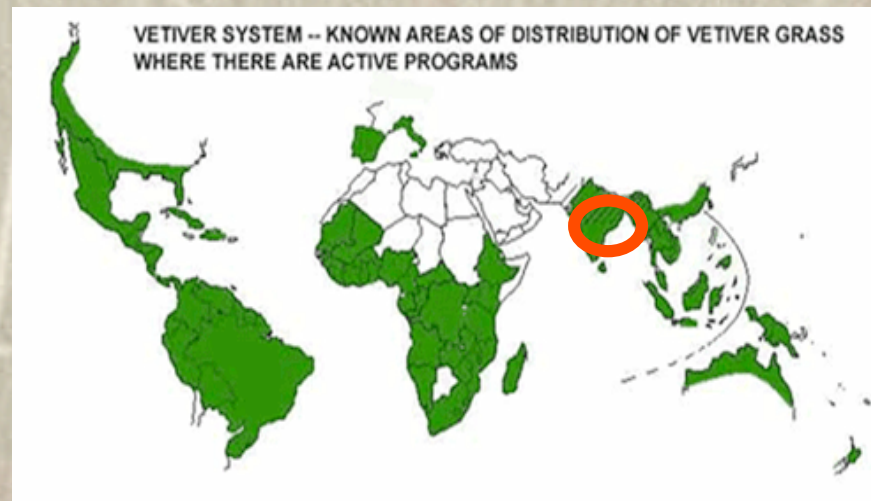 VETIVER SYSTEM -- KNOWN AREAS OF DISTRIBUTION OF VETIVER GRASS
WHERE THERE ARE ACTIVE PROGRAMS